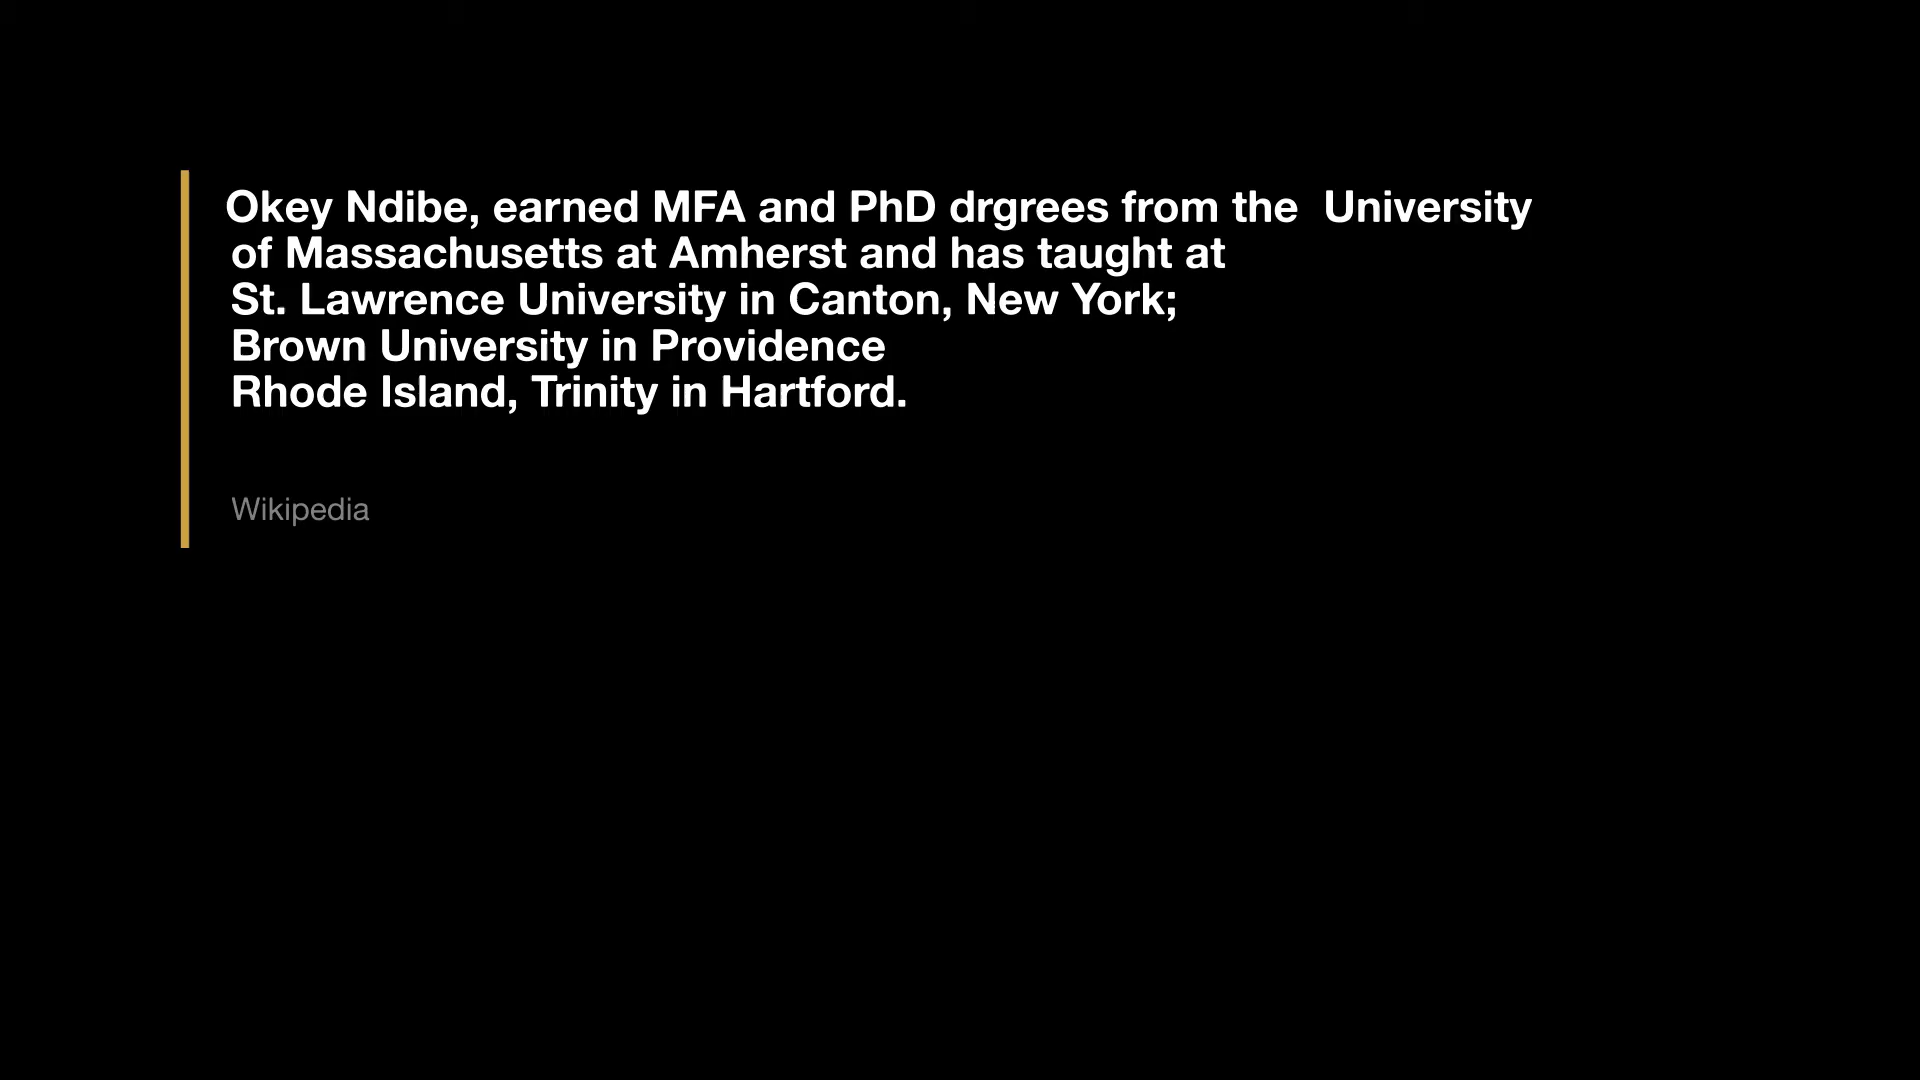 Okey Ndibe, earned MFA and PhD drgrees from the  University
of Massachusetts at Amherst and has taught at
St. Lawrence University in Canton, New York;
Brown University in Providence
Rhode Island, Trinity in Hartford.
Wikipedia